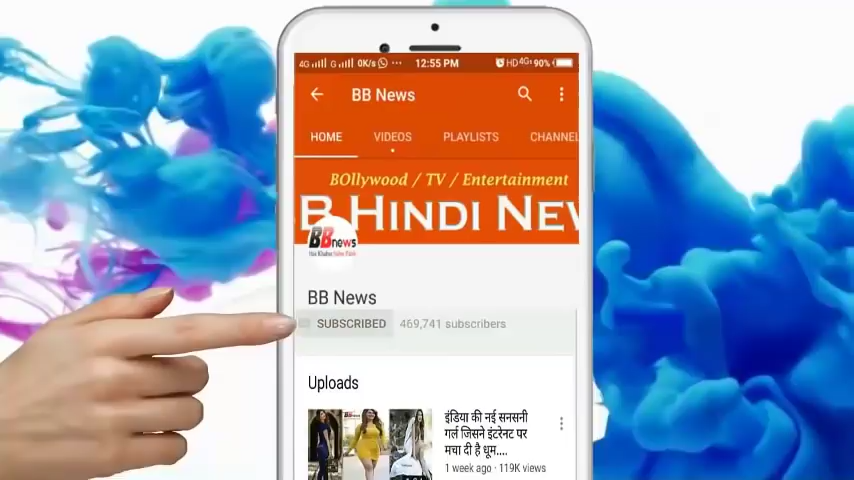 4G G 0K/s ... 12:55 PM HD 4G+ 90%
BB News
HOME VIDEOS PLAYLISTS CHANNEL
BOllywood / TV / Entertainment
BB HINDI NEW
BBnews
BB News
SUBSCRIBED 469,741 subscribers
Uploads
इंडिया की नई सनसनी
गर्ल जिसने इंटरनेट पर
मचा दी है धूम....
1 week ago · 119K views